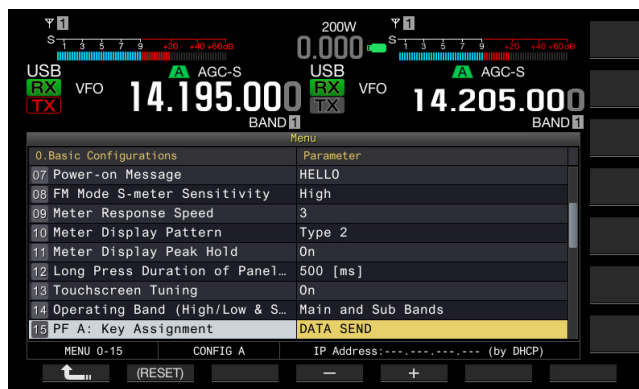 1 200W 1
S 1 3 5 7 9 +20 +40 +60dB 0.000 S 1 3 5 7 9 +20 +40 +60dB
USB A AGC-S USB A AGC-S
RX VFO 14.195.000 RX VFO 14.205.000
TX TX
BAND 1 BAND 1
Menu
0.Basic Configurations Parameter
07 Power-on Message HELLO
08 FM Mode S-meter Sensitivity High
09 Meter Response Speed 3
10 Meter Display Pattern Type 2
11 Meter Display Peak Hold On
12 Long Press Duration of Panel… 500 [ms]
13 Touchscreen Tuning On
14 Operating Band (High/Low & S… Main and Sub Bands
15 PF A: Key Assignment DATA SEND
MENU 0-15 CONFIG A IP Address:---.---.---.--- (by DHCP)
(RESET) − +